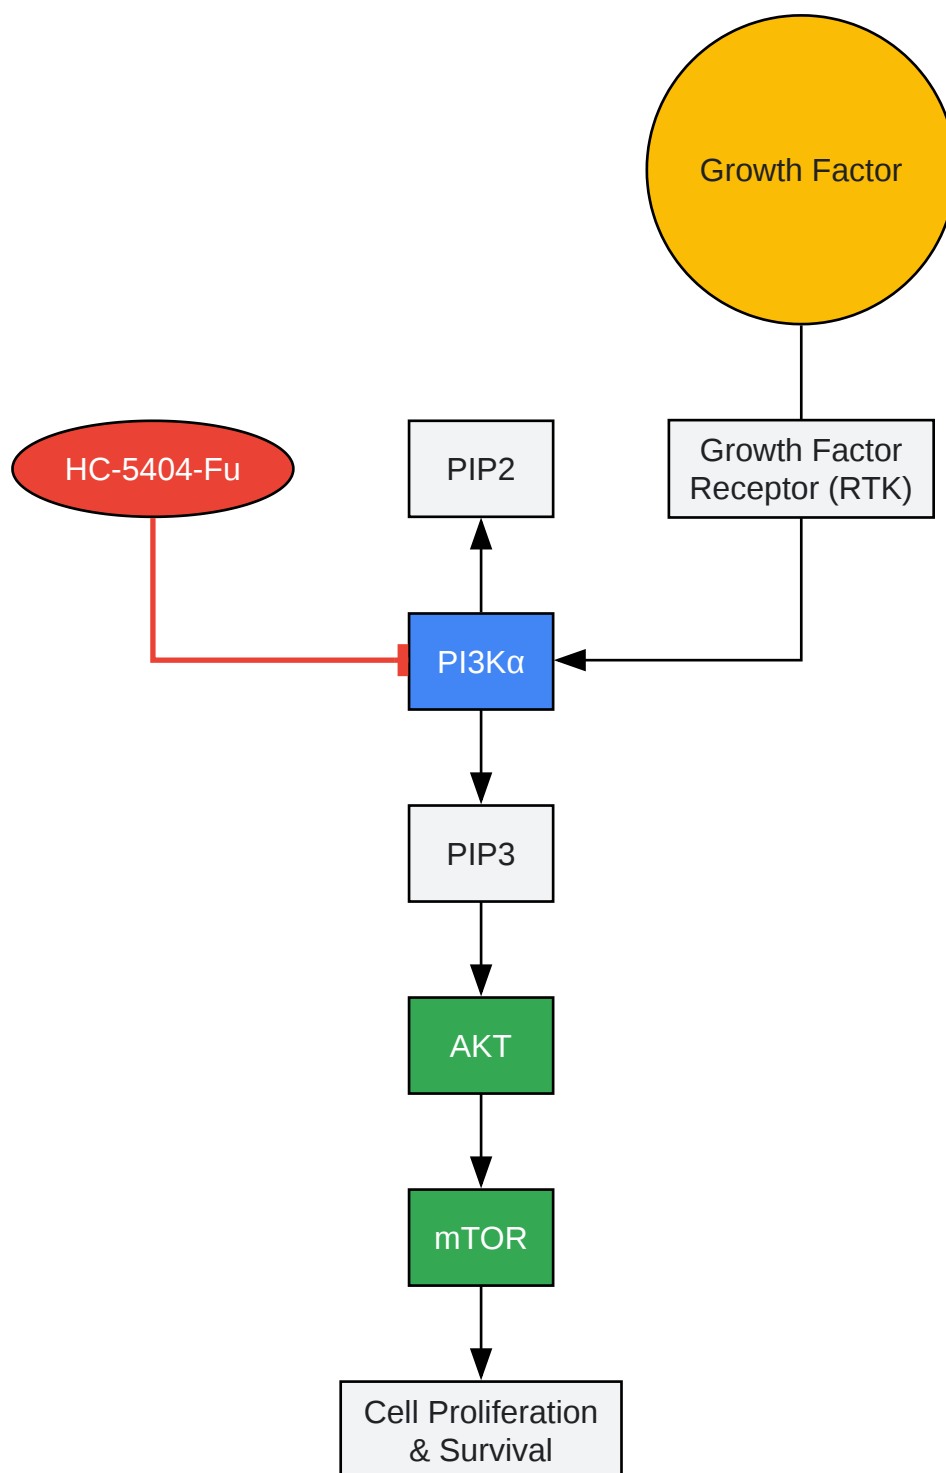 Growth Factor
HC-5404-Fu
PIP2
Growth Factor
Receptor (RTK)
PI3Kα
PIP3
AKT
mTOR
Cell Proliferation
& Survival